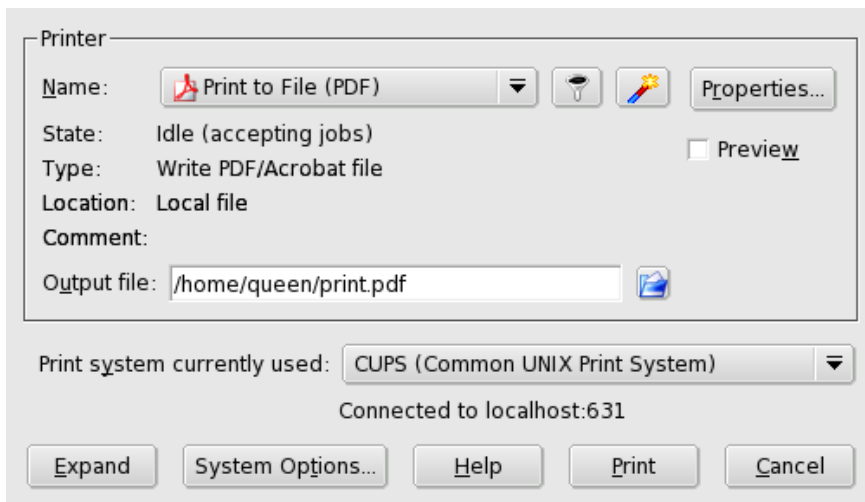 Printer
Name: Print to File (PDF) Properties...
State: Idle (accepting jobs)
Preview
Type: Write PDF/Acrobat file
Location: Local file
Comment:
Output file: /home/queen/print.pdf
Print system currently used: CUPS (Common UNIX Print System)
Connected to localhost:631
Expand System Options... Help Print Cancel